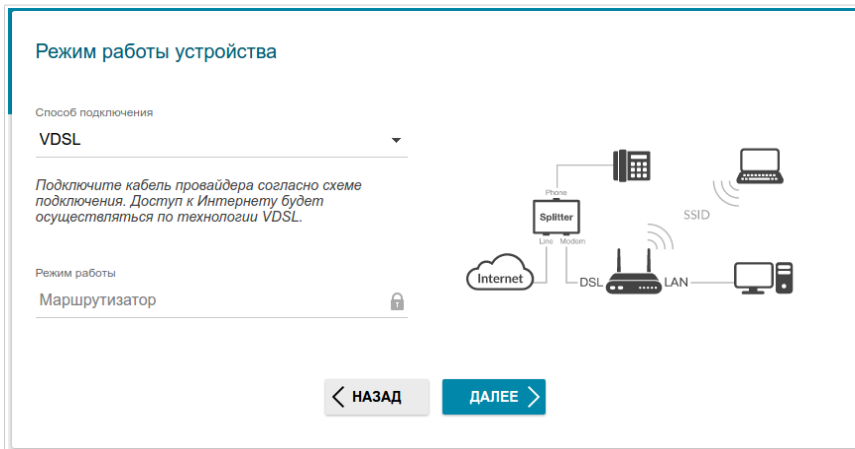 Режим работы устройства
Способ подключения
VDSL
Подключите кабель провайдера согласно схеме
подключения. Доступ к Интернету будет
осуществляться по технологии VDSL.
Режим работы
Маршрутизатор
Phone
Splitter
Line Modem
Internet
DSL
LAN
SSID
НАЗАД
ДАЛЕЕ